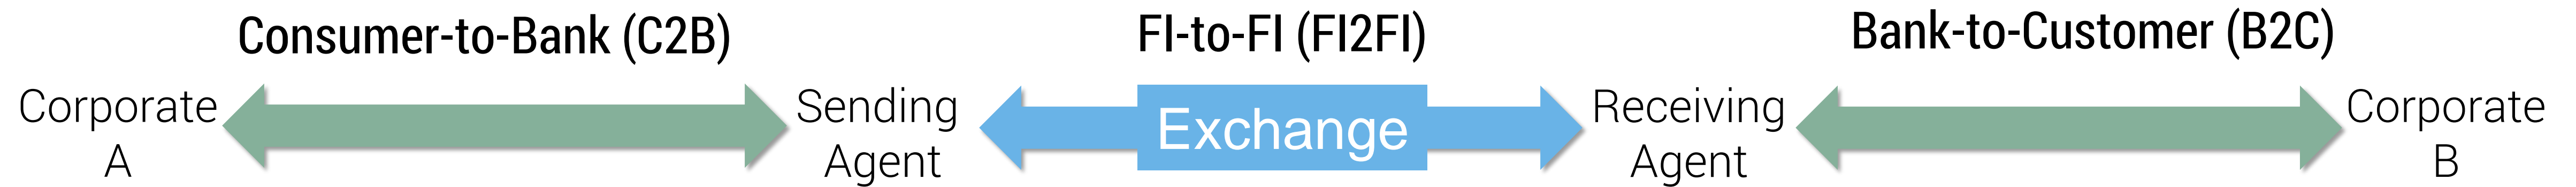 Consumer-to-Bank (C2B)
FI-to-FI (FI2FI)
Bank-to-Customer (B2C)
Corporate
A
Sending
Agent
Exchange
Receiving
Agent
Corporate
B